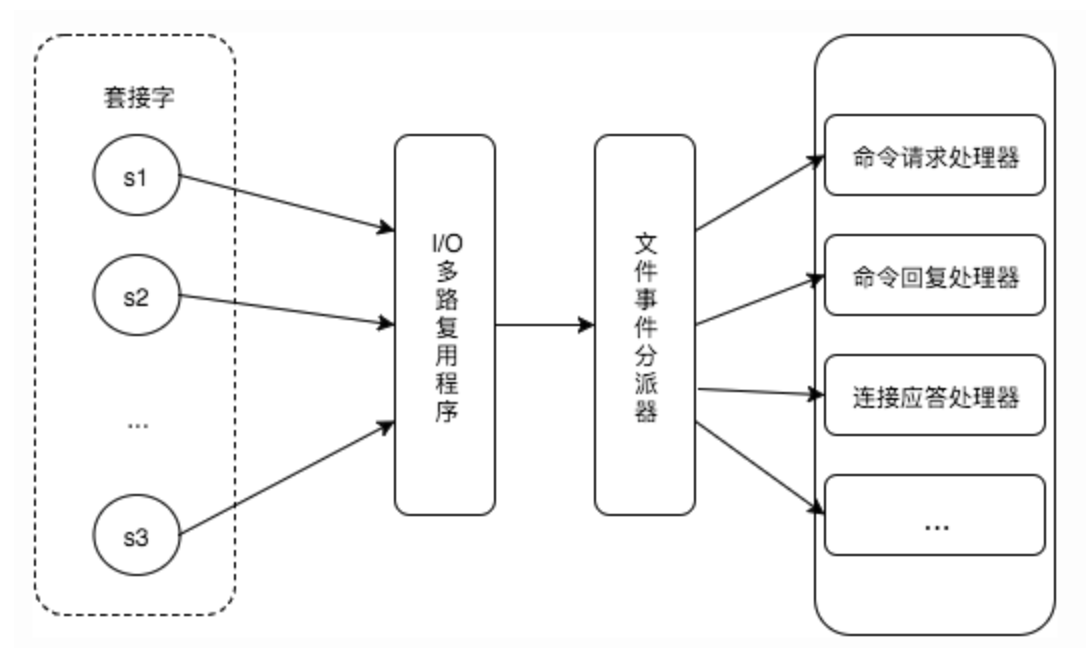 套接字
s1
s2
...
s3
I/O
多
路
复
用
程
序
文
件
事
件
分
派
器
命令请求处理器
命令回复处理器
连接应答处理器
...